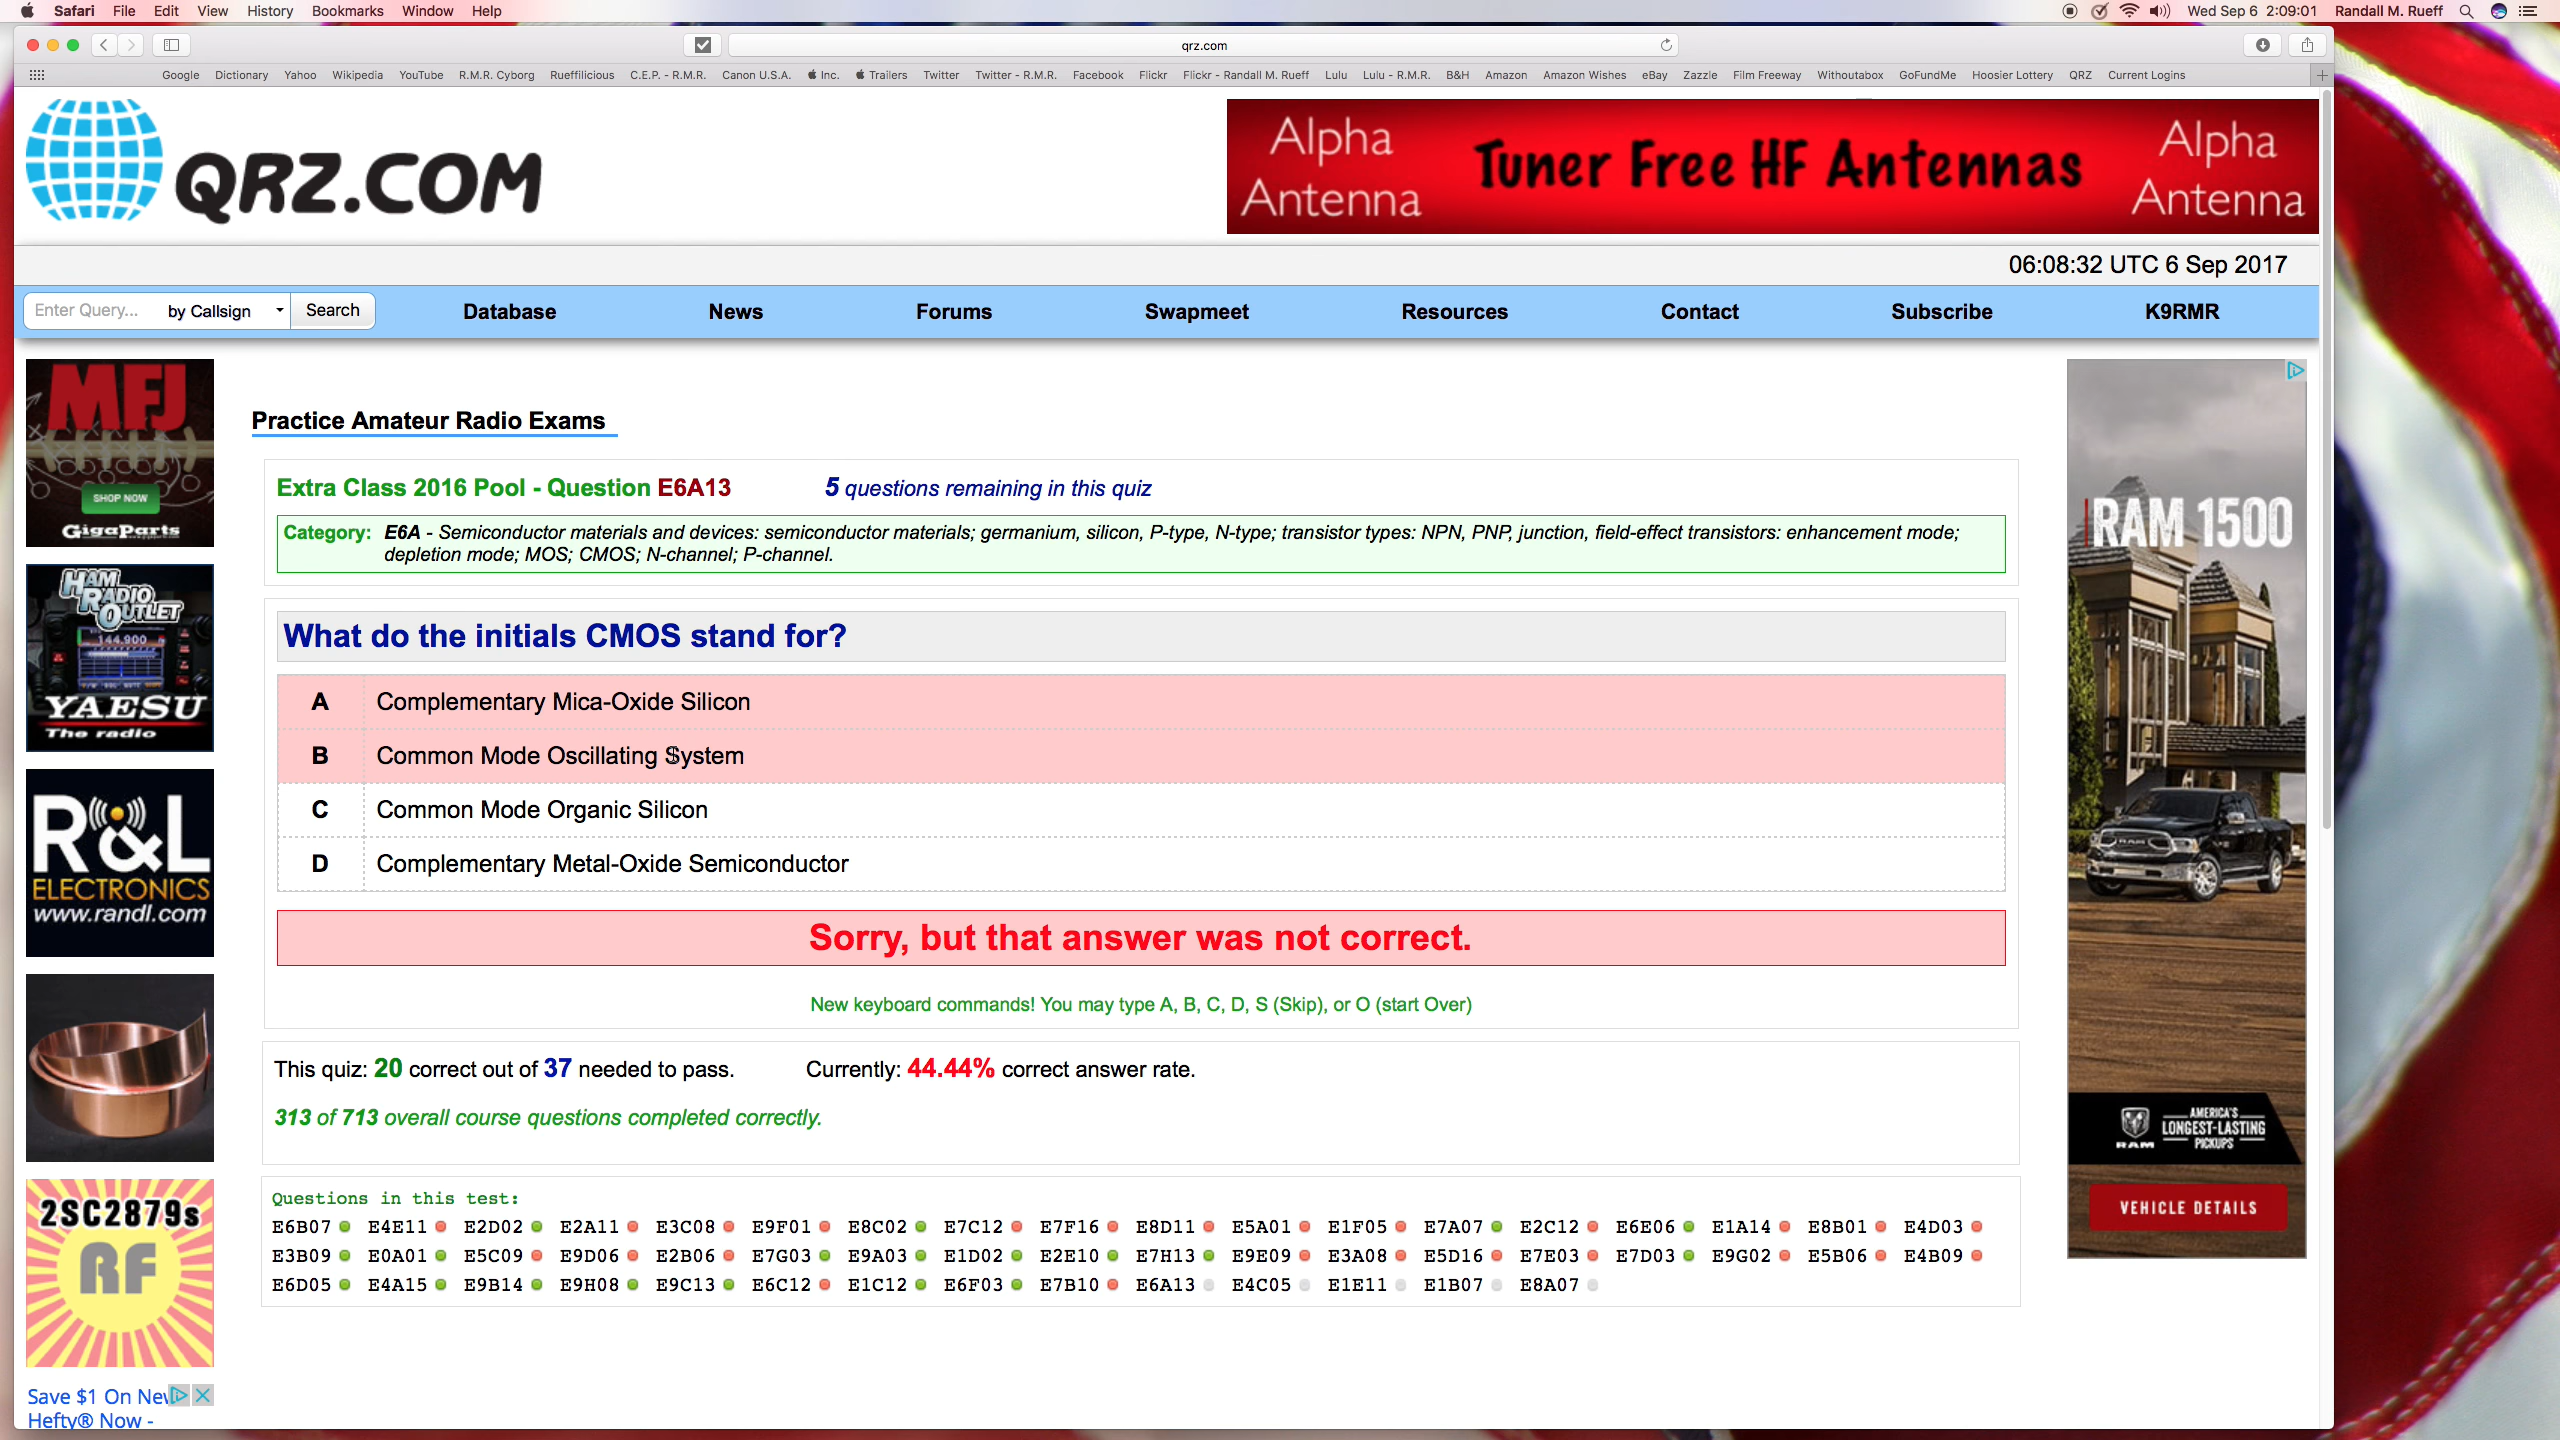 Safari File Edit View History Bookmarks Window Help
Wed Sep 6 2:09:01 Randall M. Rueff
qrz.com
Google Dictionary Yahoo Wikipedia YouTube R.M.R. Cyborg Rueffilicious C.E.P. - R.M.R. Canon U.S.A. Inc. Trailers Twitter Twitter - R.M.R. Facebook Flickr Flickr - Randall M. Rueff Lulu Lulu - R.M.R. B&H Amazon Amazon Wishes eBay Zazzle Film Freeway Withoutabox GoFundMe Hoosier Lottery QRZ Current Logins
QRZ.COM
Alpha Antenna
Tuner Free HF Antennas
Alpha Antenna
06:08:32 UTC 6 Sep 2017
Enter Query... by Callsign Search Database News Forums Swapmeet Resources Contact Subscribe K9RMR
MFJ
SHOP NOW
GigaParts
HAM RADIO OUTLET
144.900
YAESU
The radio
R&L
ELECTRONICS
www.randl.com
2SC2879s
RF
Save $1 On New
Hefty® Now -
Practice Amateur Radio Exams
Extra Class 2016 Pool - Question E6A13 5 questions remaining in this quiz
Category: E6A - Semiconductor materials and devices: semiconductor materials; germanium, silicon, P-type, N-type; transistor types: NPN, PNP, junction, field-effect transistors: enhancement mode;
depletion mode; MOS; CMOS; N-channel; P-channel.
What do the initials CMOS stand for?
A Complementary Mica-Oxide Silicon
B Common Mode Oscillating System
C Common Mode Organic Silicon
D Complementary Metal-Oxide Semiconductor
Sorry, but that answer was not correct.
New keyboard commands! You may type A, B, C, D, S (Skip), or O (start Over)
This quiz: 20 correct out of 37 needed to pass. Currently: 44.44% correct answer rate.
313 of 713 overall course questions completed correctly.
Questions in this test:
E6B07 E4E11 E2D02 E2A11 E3C08 E9F01 E8C02 E7C12 E7F16 E8D11 E5A01 E1F05 E7A07 E2C12 E6E06 E1A14 E8B01 E4D03
E3B09 E0A01 E5C09 E9D06 E2B06 E7G03 E9A03 E1D02 E2E10 E7H13 E9E09 E3A08 E5D16 E7E03 E7D03 E9G02 E5B06 E4B09
E6D05 E4A15 E9B14 E9H08 E9C13 E6C12 E1C12 E6F03 E7B10 E6A13 E4C05 E1E11 E1B07 E8A07
RAM 1500
RAM
AMERICA'S
LONGEST-LASTING
PICKUPS
VEHICLE DETAILS